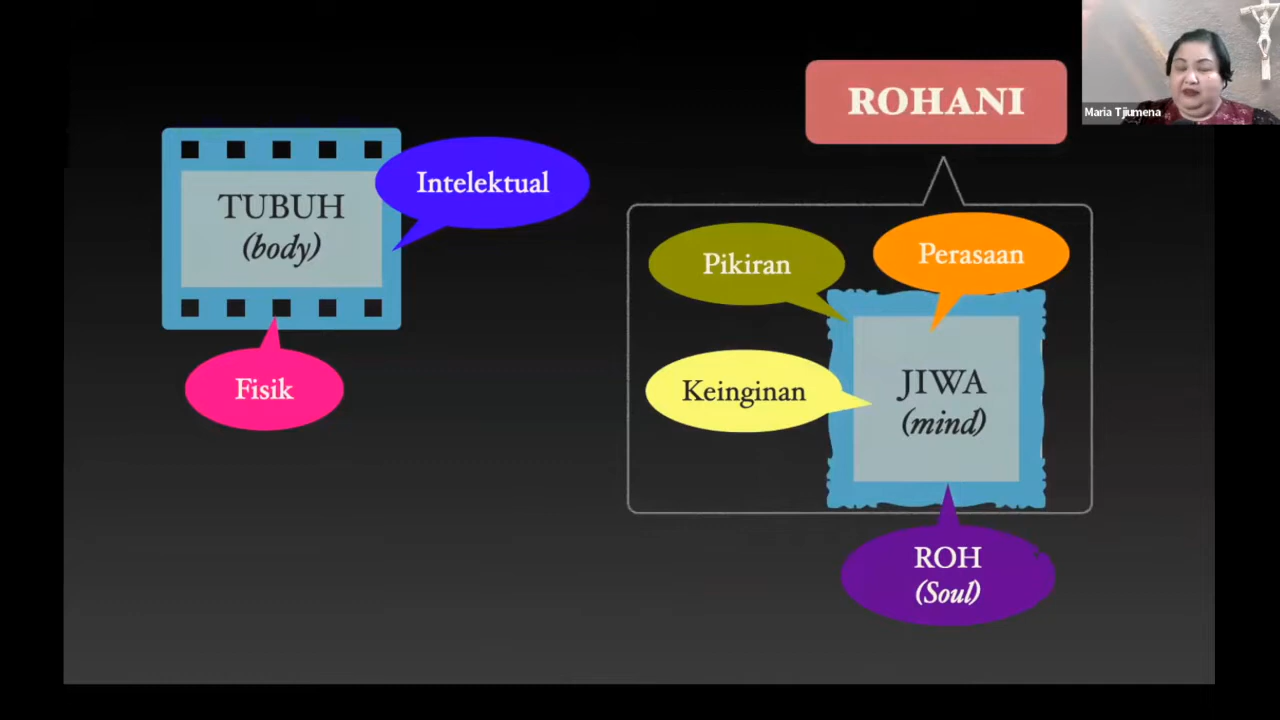 ROHANI
Maria Tjiumena
TUBUH
(body)
Intelektual
Fisik
Pikiran
Perasaan
Keinginan
JIWA
(mind)
ROH
(Soul)